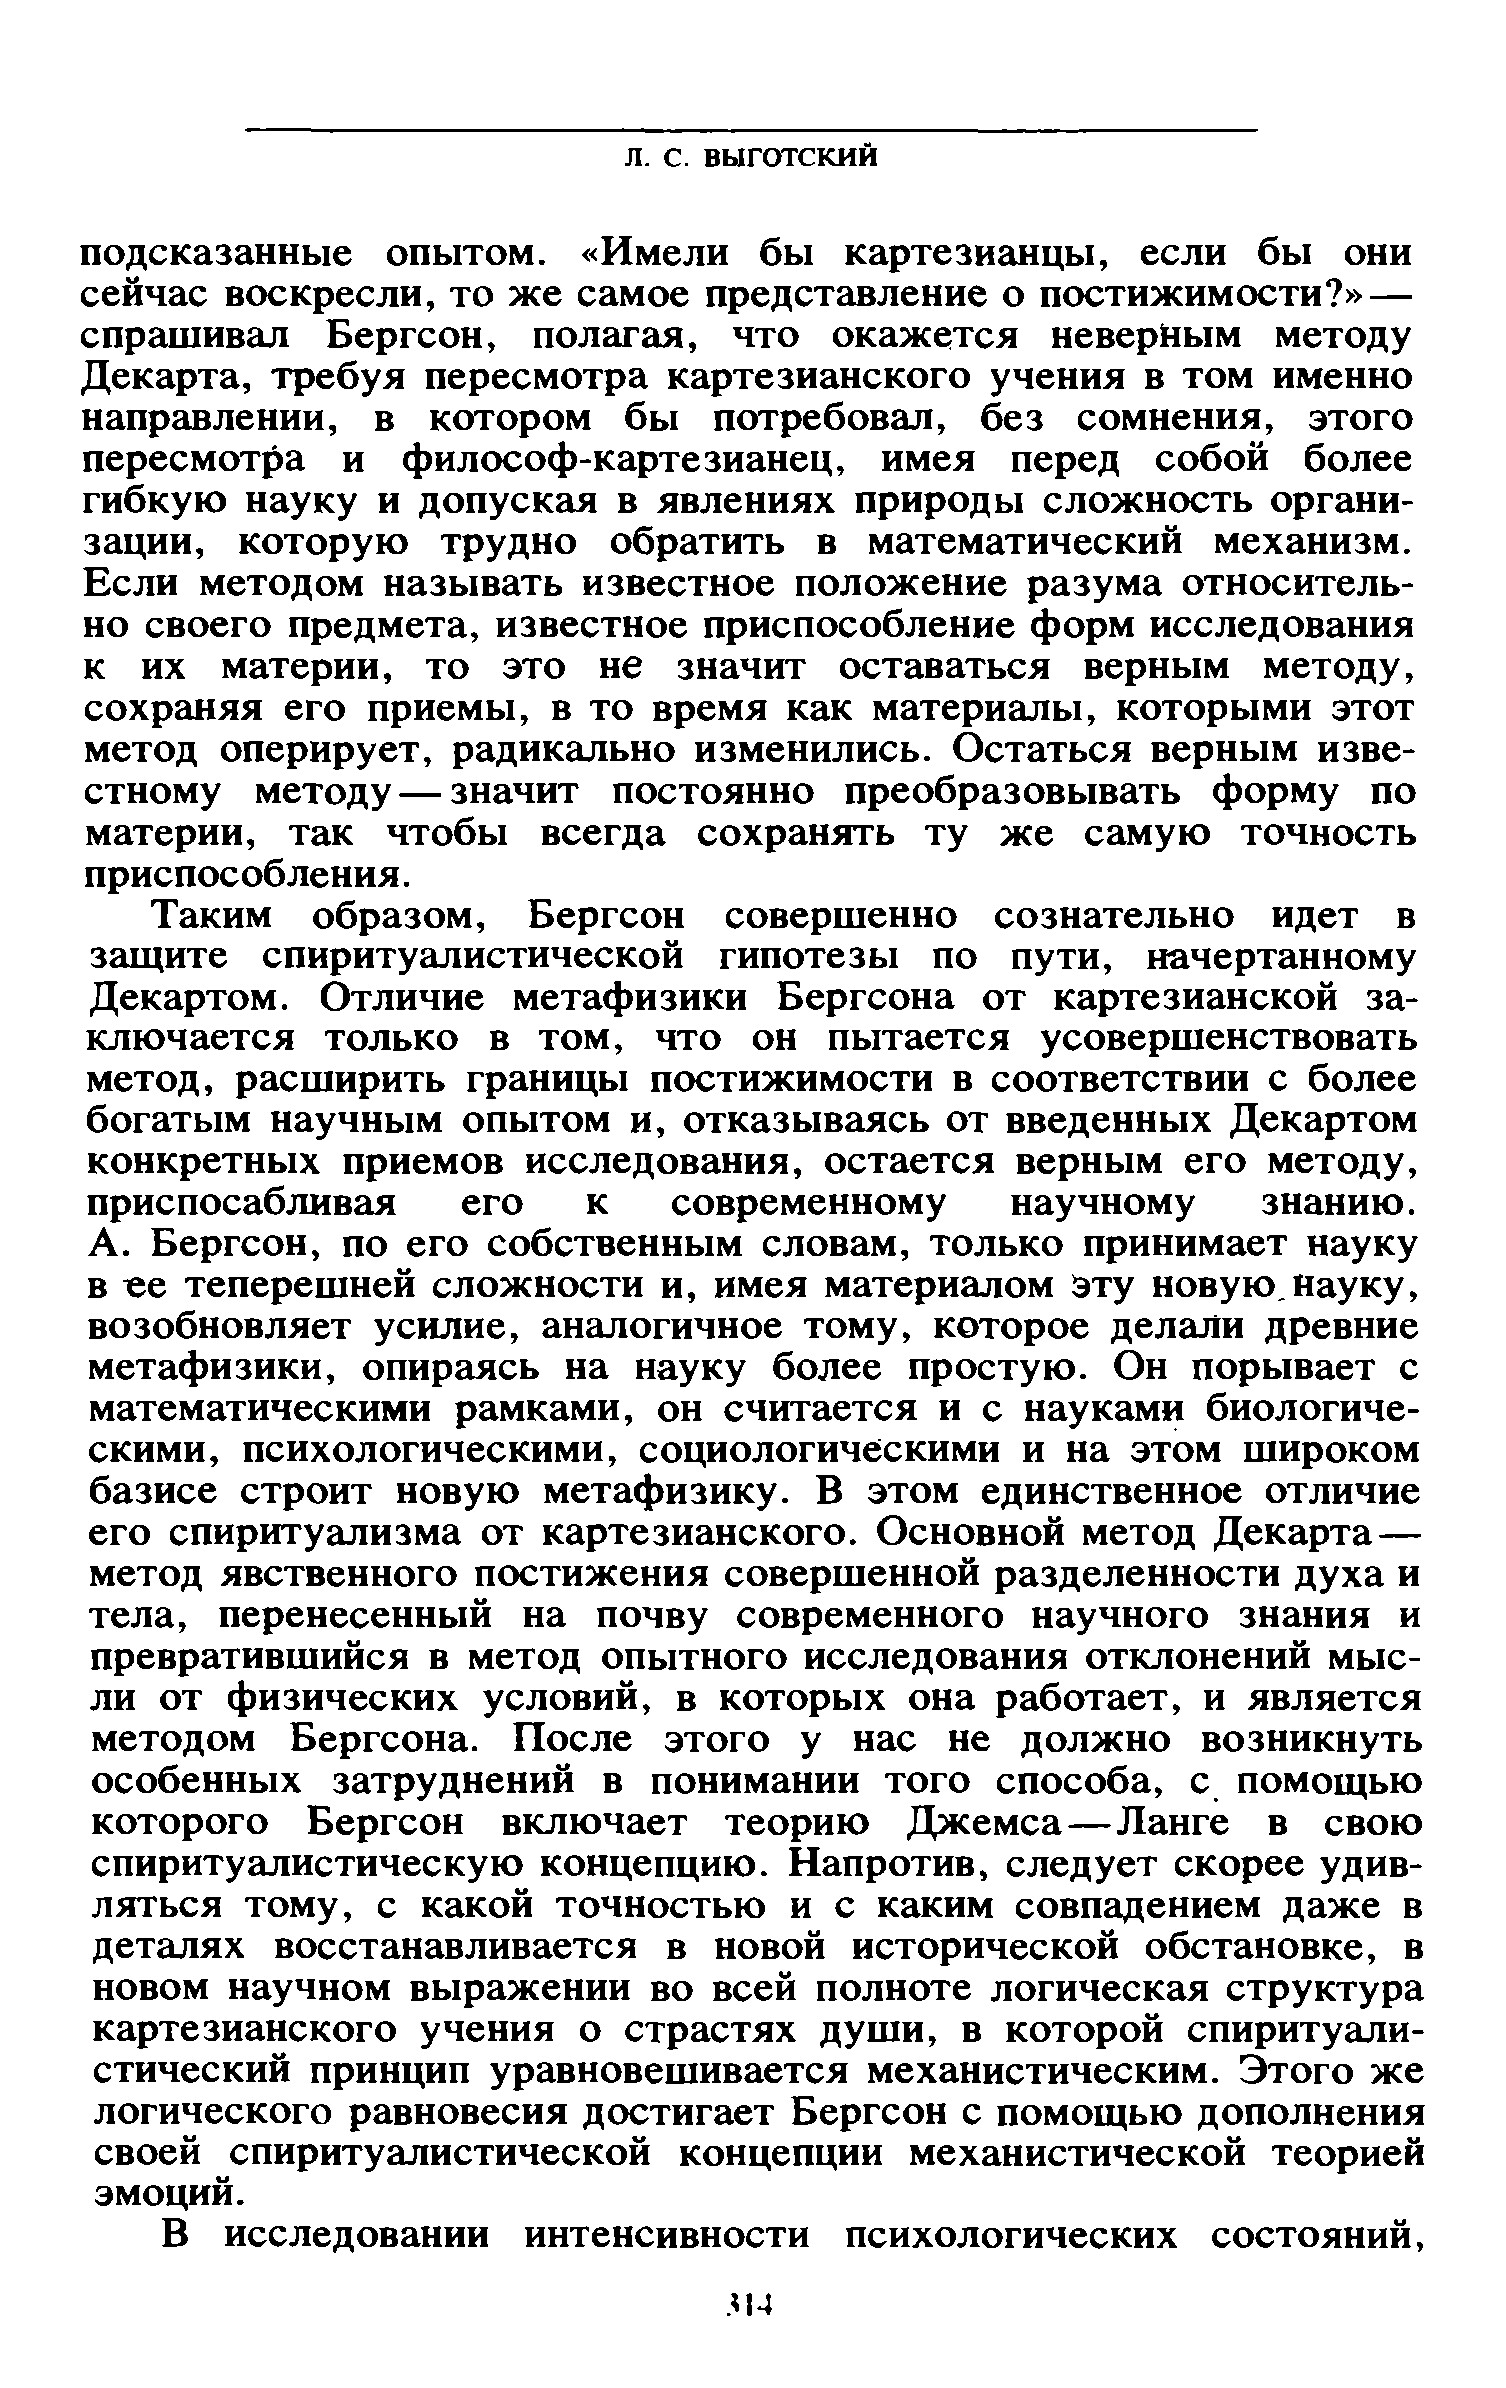 Л. С. ВЫГОТСКИЙ
подсказанные опытом. «Имели бы картезианцы, если бы они
сейчас воскресли, то же самое представление о постижимости?»—
спрашивал Бергсон, полагая, что окажется неверным методу
Декарта, требуя пересмотра картезианского учения в том именно
направлении, в котором бы потребовал, без сомнения, этого
пересмотра и философ-картезианец, имея перед собой более
гибкую науку и допуская в явлениях природы сложность органи-
зации, которую трудно обратить в математический механизм.
Если методом называть известное положение разума относитель-
но своего предмета, известное приспособление форм исследования
к их материи, то это не значит оставаться верным методу,
сохраняя его приемы, в то время как материалы, которыми этот
метод оперирует, радикально изменились. Остаться верным изве-
стному методу—значит постоянно преобразовывать форму по
материи, так чтобы всегда сохранять ту же самую точность
приспособления.
Таким образом, Бергсон совершенно сознательно идет в
защите спиритуалистической гипотезы по пути, начертанному
Декартом. Отличие метафизики Бергсона от картезианской за-
ключается только в том, что он пытается усовершенствовать
метод, расширить границы постижимости в соответствии с более
богатым научным опытом и, отказываясь от введенных Декартом
конкретных приемов исследования, остается верным его методу,
приспосабливая его к современному научному знанию.
А. Бергсон, по его собственным словам, только принимает науку
в ее теперешней сложности и, имея материалом эту новую науку,
возобновляет усилие, аналогичное тому, которое делали древние
метафизики, опираясь на науку более простую. Он порывает с
математическими рамками, он считается и с науками биологиче-
скими, психологическими, социологическими и на этом широком
базисе строит новую метафизику. В этом единственное отличие
его спиритуализма от картезианского. Основной метод Декарта—
метод явственного постижения совершенной разделенности духа и
тела, перенесенный на почву современного научного знания и
превратившийся в метод опытного исследования отклонений мыс-
ли от физических условий, в которых она работает, и является
методом Бергсона. После этого у нас не должно возникнуть
особенных затруднений в понимании того способа, с помощью
которого Бергсон включает теорию Джемса—Ланге в свою
спиритуалистическую концепцию. Напротив, следует скорее удив-
ляться тому, с какой точностью и с каким совпадением даже в
деталях восстанавливается в новой исторической обстановке, в
новом научном выражении во всей полноте логическая структура
картезианского учения о страстях души, в которой спиритуали-
стический принцип уравновешивается механистическим. Этого же
логического равновесия достигает Бергсон с помощью дополнения
своей спиритуалистической концепции механистической теорией
эмоций.
В исследовании интенсивности психологических состояний,
314